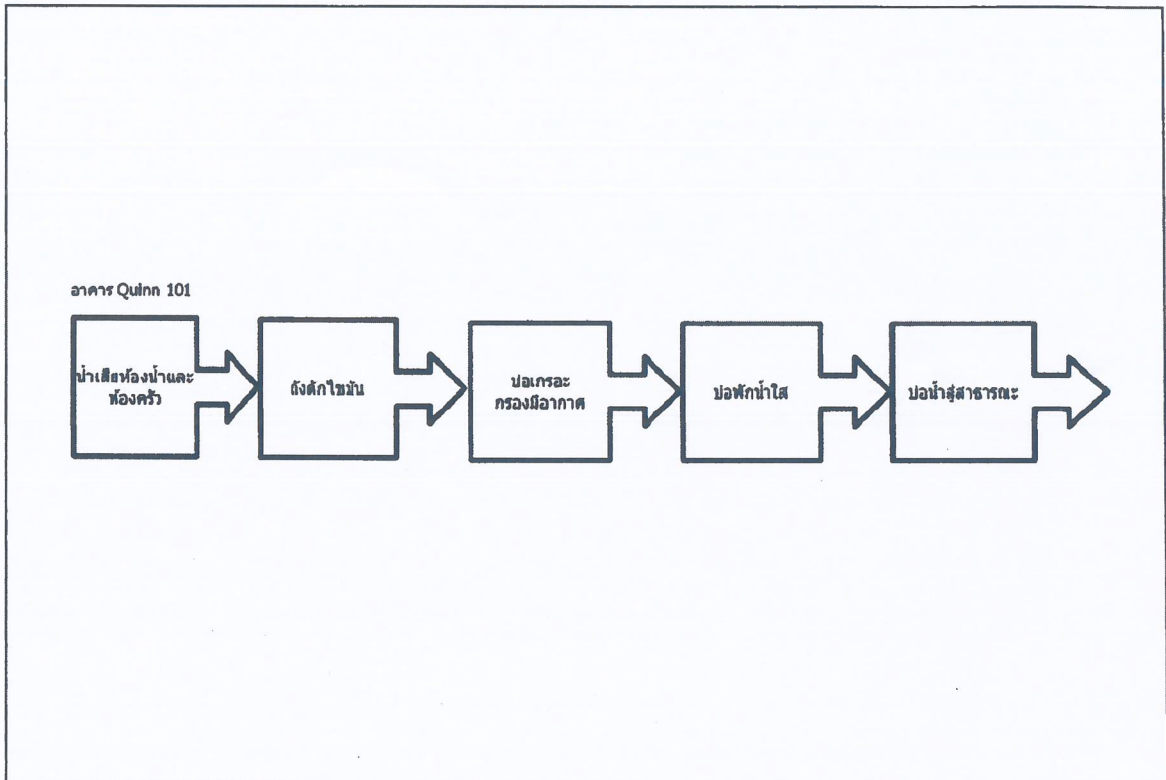 อาคาร Quinn 101
น้ำเสียห้องน้ำและ
ห้องครัว
ถังดักไขมัน
บ่อเกรอะ
กรองมีอากาศ
บ่อพักน้ำใส
บ่อน้ำสู่สาธารณะ